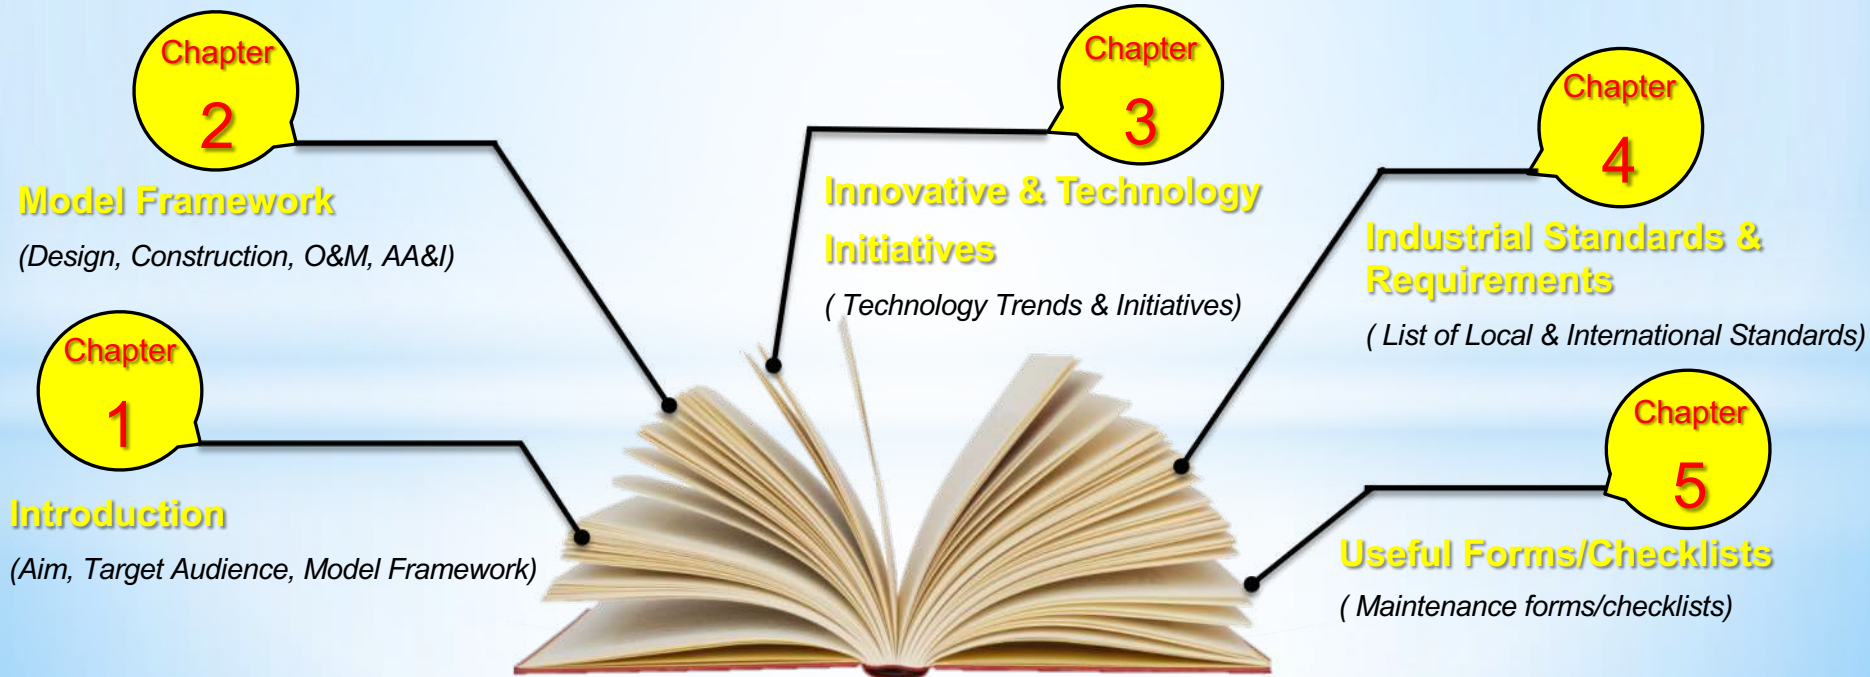 Chapter
1
Introduction
(Aim, Target Audience, Model Framework)
Chapter
2
Model Framework
(Design, Construction, O&M, AA&I)
Chapter
3
Innovative & Technology
Initiatives
( Technology Trends & Initiatives)
Chapter
4
Industrial Standards &
Requirements
( List of Local & International Standards)
Chapter
5
Useful Forms/Checklists
( Maintenance forms/checklists)